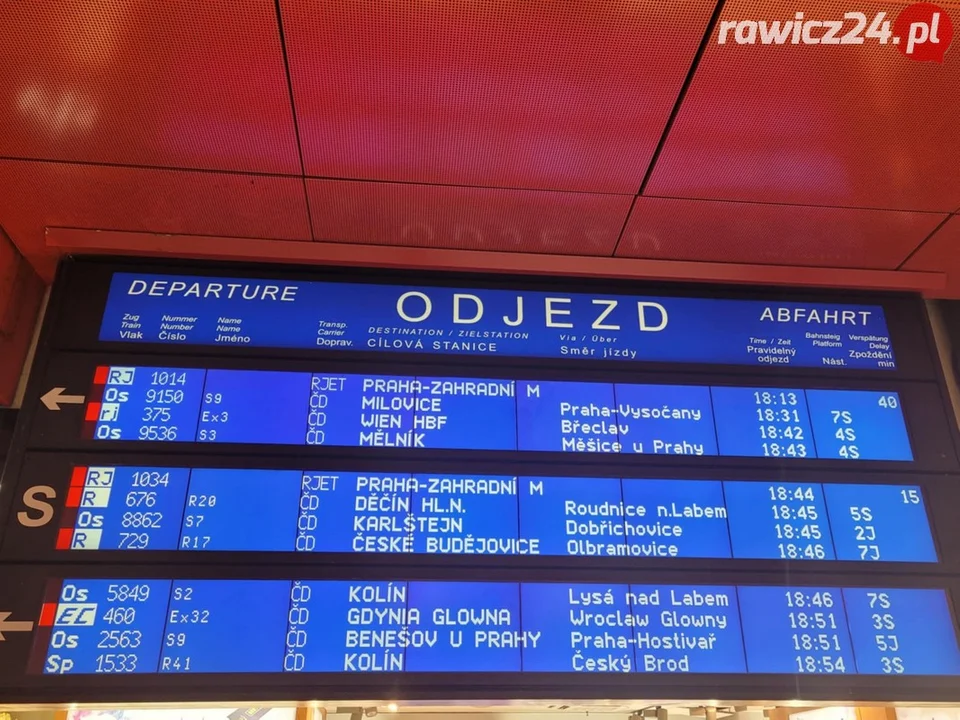 rawicz24.pl
DEPARTURE ODJEZD ABFAHRT
Zug Nummer Name Transp. DESTINATION / ZIELSTATION Via / Über Time / Zeit Bahnsteig Verspätung
Train Number Name Carrier CÍLOVÁ STANICE Směr jízdy Pravidelný Platform Delay
Vlak Číslo Jméno Doprav. odjezd Nást. Zpoždění
min
RJ 1014 RJET PRAHA-ZAHRADNÍ M 18:13 40
Os 9150 S9 ČD MILOVICE Praha-Vysočany 18:31 7S
rj 375 Ex3 ČD WIEN HBF Břeclav 18:42 4S
Os 9536 S3 ČD MĚLNÍK Měšice u Prahy 18:43 4S
S
RJ 1034 RJET PRAHA-ZAHRADNÍ M 18:44 15
R 676 R20 ČD DĚČÍN HL.N. Roudnice n.Labem 18:45 5S
Os 8862 S7 ČD KARLŠTEJN Dobřichovice 18:45 2J
R 729 R17 ČD ČESKÉ BUDĚJOVICE Olbramovice 18:46 7J
Os 5849 S2 ČD KOLÍN Lysá nad Labem 18:46 7S
EC 460 Ex32 ČD GDYNIA GLOWNA Wroclaw Glowny 18:51 3S
Os 2563 S9 ČD BENEŠOV U PRAHY Praha-Hostivař 18:51 5J
Sp 1533 R41 ČD KOLÍN Český Brod 18:54 3S